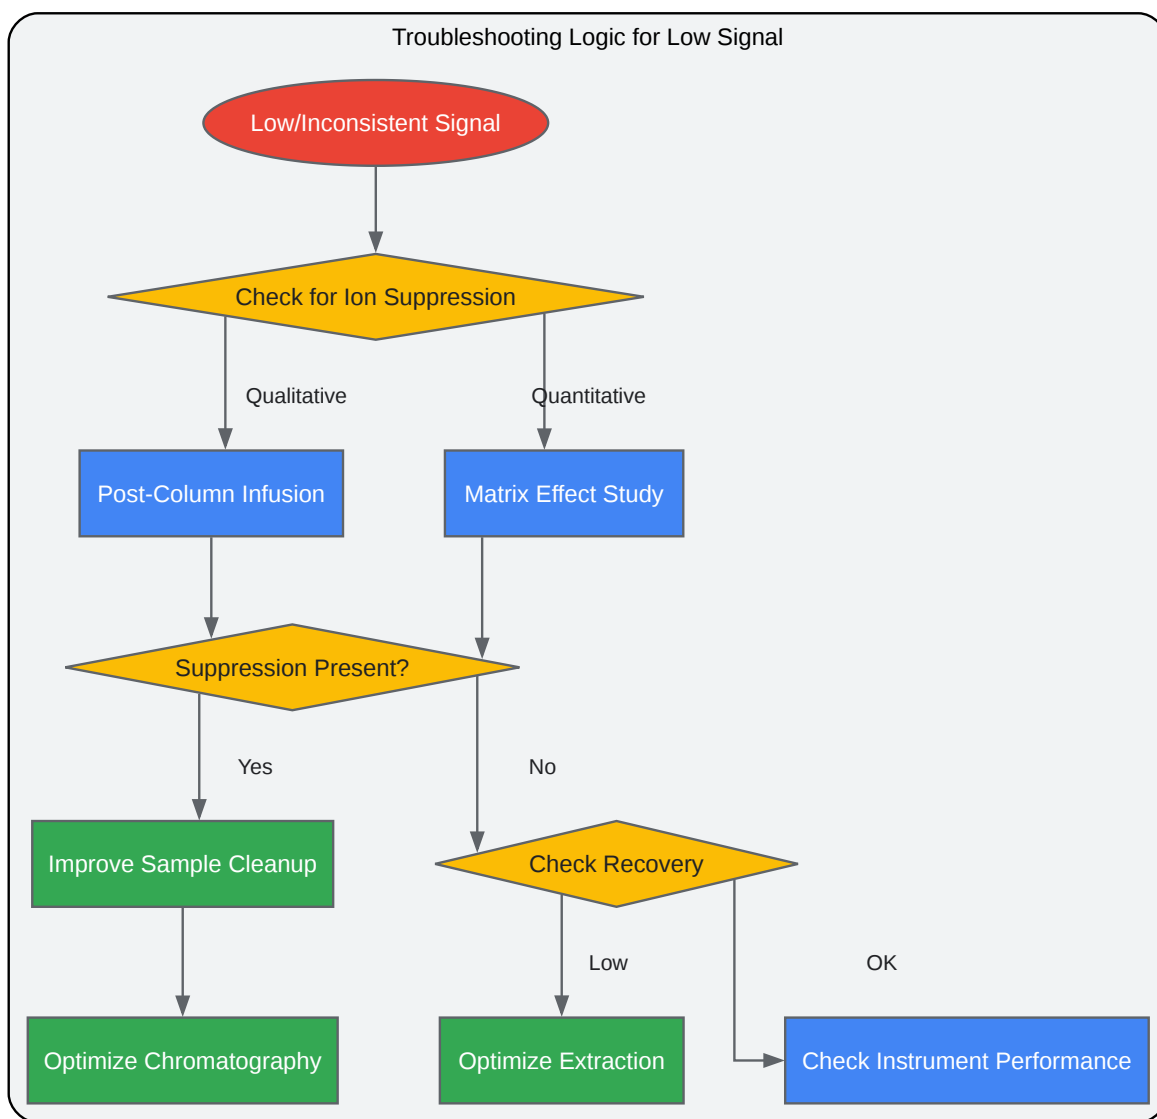 Troubleshooting Logic for Low Signal
Low/Inconsistent Signal
Check for Ion Suppression
Qualitative
Quantitative
Post-Column Infusion
Matrix Effect Study
Suppression Present?
Yes
No
Improve Sample Cleanup
Check Recovery
Low
OK
Optimize Chromatography
Optimize Extraction
Check Instrument Performance